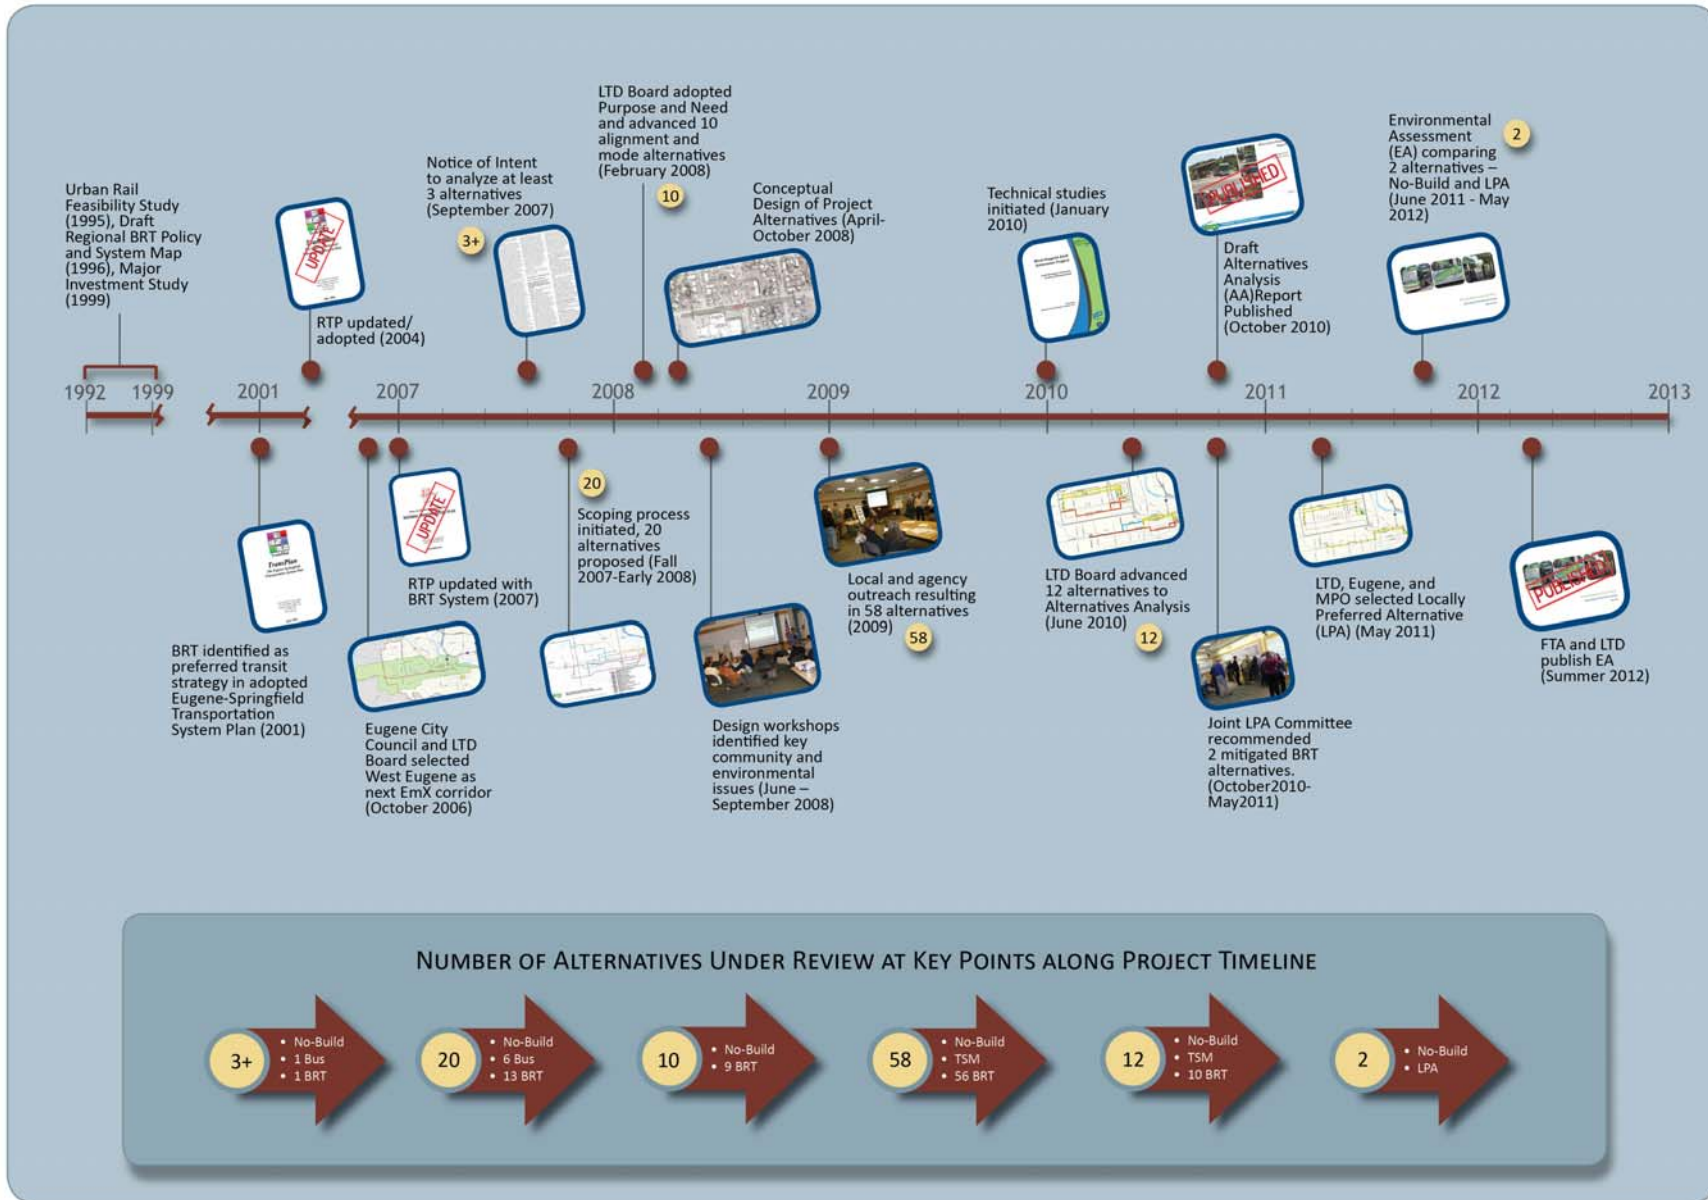 Urban Rail
Feasibility Study
(1995), Draft
Regional BRT Policy
and System Map
(1996), Major
Investment Study
(1999)
UPDATE
RTP updated/
adopted (2004)
Notice of Intent
to analyze at least
3 alternatives
(September 2007)
3+
LTD Board adopted
Purpose and Need
and advanced 10
alignment and
mode alternatives
(February 2008)
10
Conceptual
Design of Project
Alternatives (April-
October 2008)
Technical studies
initiated (January
2010)
PUBLISHED
Draft
Alternatives
Analysis
(AA)Report
Published
(October 2010)
Environmental
Assessment
(EA) comparing
2 alternatives –
No-Build and LPA
(June 2011 - May
2012)
2
1992 1999 2001 2007 2008 2009 2010 2011 2012 2013
TransPlan
BRT identified as
preferred transit
strategy in adopted
Eugene-Springfield
Transportation
System Plan (2001)
UPDATE
RTP updated with
BRT System (2007)
Eugene City
Council and LTD
Board selected
West Eugene as
next EmX corridor
(October 2006)
20
Scoping process
initiated, 20
alternatives
proposed (Fall
2007-Early 2008)
Design workshops
identified key
community and
environmental
issues (June –
September 2008)
Local and agency
outreach resulting
in 58 alternatives
(2009)
58
LTD Board advanced
12 alternatives to
Alternatives Analysis
(June 2010)
12
Joint LPA Committee
recommended
2 mitigated BRT
alternatives.
(October2010-
May2011)
LTD, Eugene, and
MPO selected Locally
Preferred Alternative
(LPA) (May 2011)
PUBLISHED
FTA and LTD
publish EA
(Summer 2012)
NUMBER OF ALTERNATIVES UNDER REVIEW AT KEY POINTS ALONG PROJECT TIMELINE
3+
• No-Build
• 1 Bus
• 1 BRT
20
• No-Build
• 6 Bus
• 13 BRT
10
• No-Build
• 9 BRT
58
• No-Build
• TSM
• 56 BRT
12
• No-Build
• TSM
• 10 BRT
2
• No-Build
• LPA